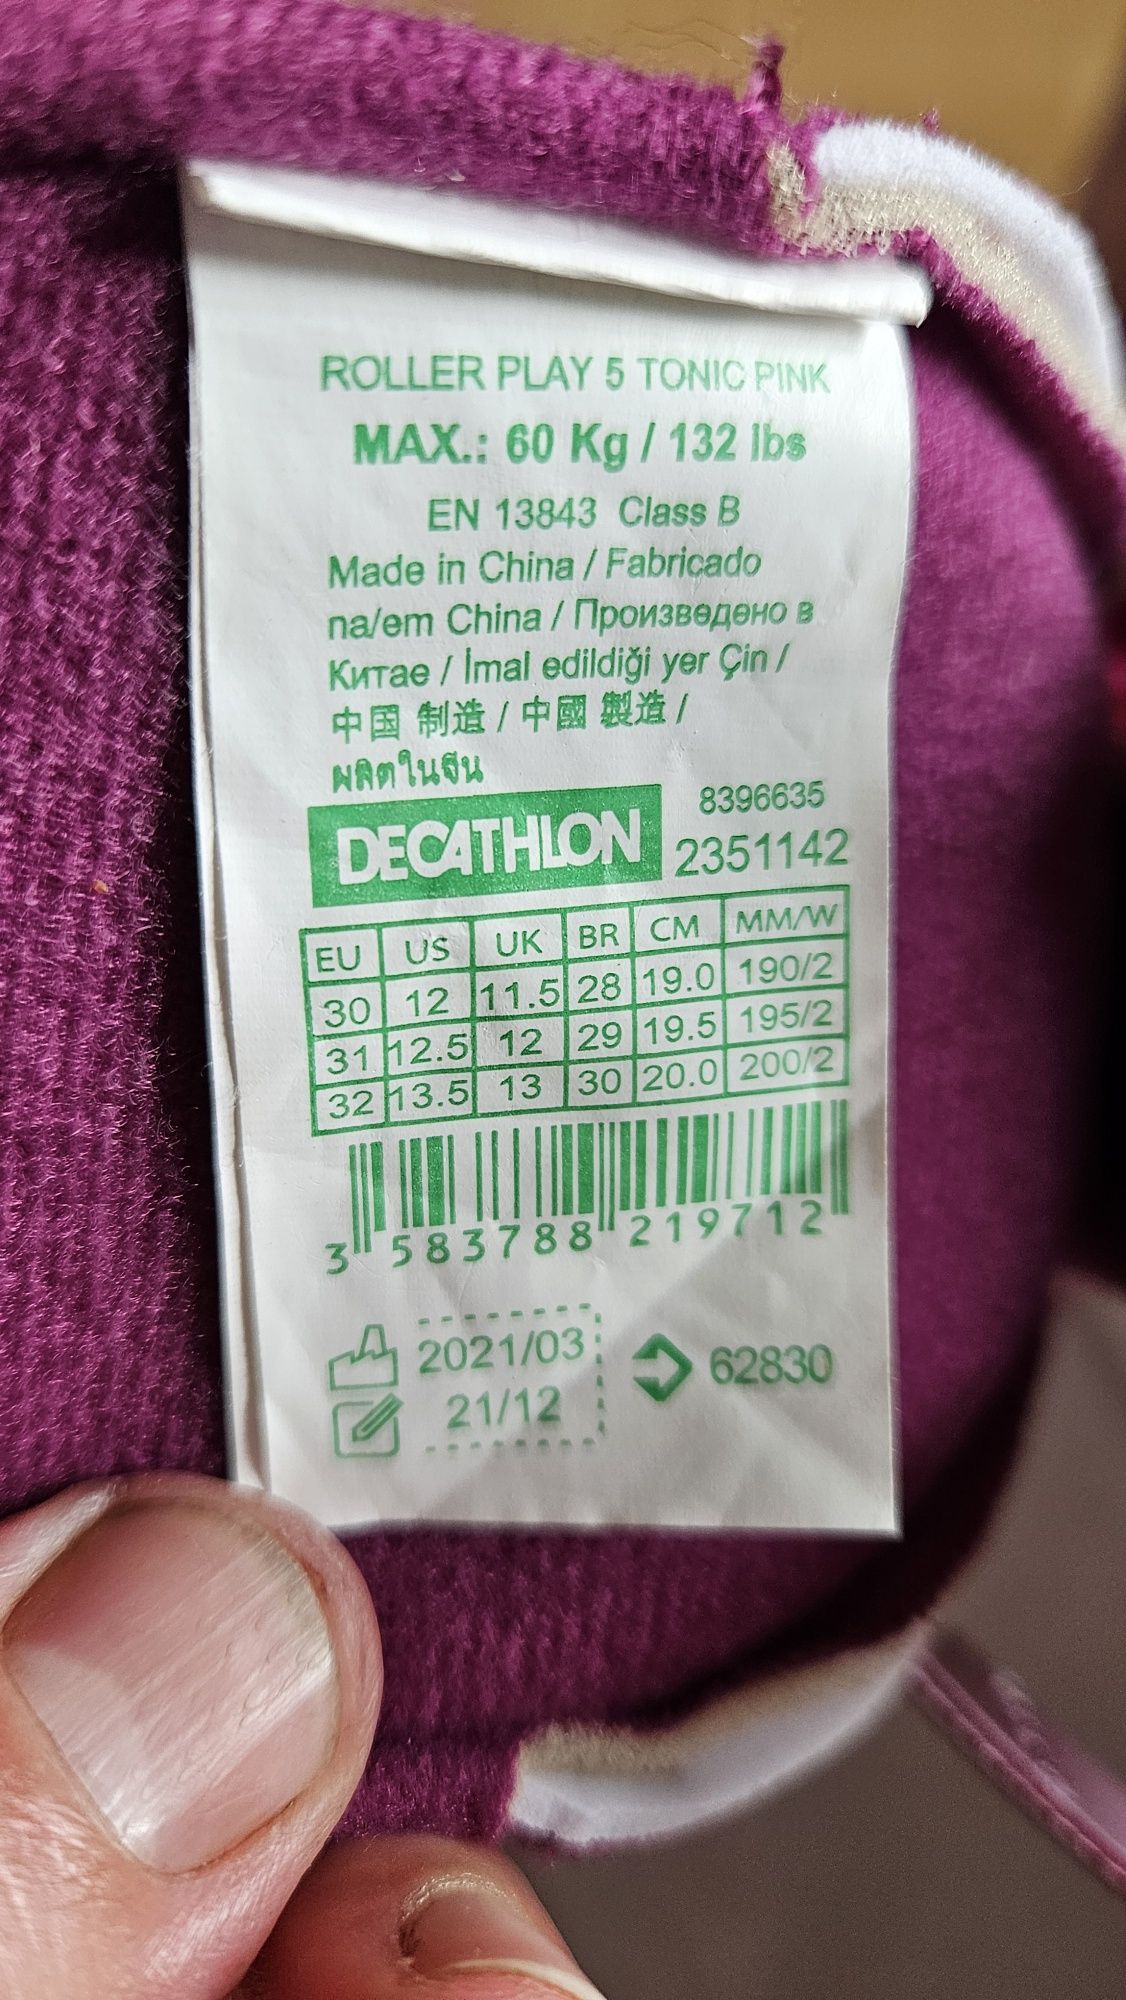 ROLLER PLAY 5 TONIC PINK
MAX.: 60 Kg / 132 lbs
EN 13843 Class B
Made in China / Fabricado
na/em China / Произведено в
Китае / İmal edildiği yer Çin /
中国 制造 / 中國 製造 /
ผลิตในจีน
DECATHLON 8396635
2351142
EU US UK BR CM MM/W
30 12 11.5 28 19.0 190/2
31 12.5 12 29 19.5 195/2
32 13.5 13 30 20.0 200/2
3 583788 219712
2021/03
21/12
62830